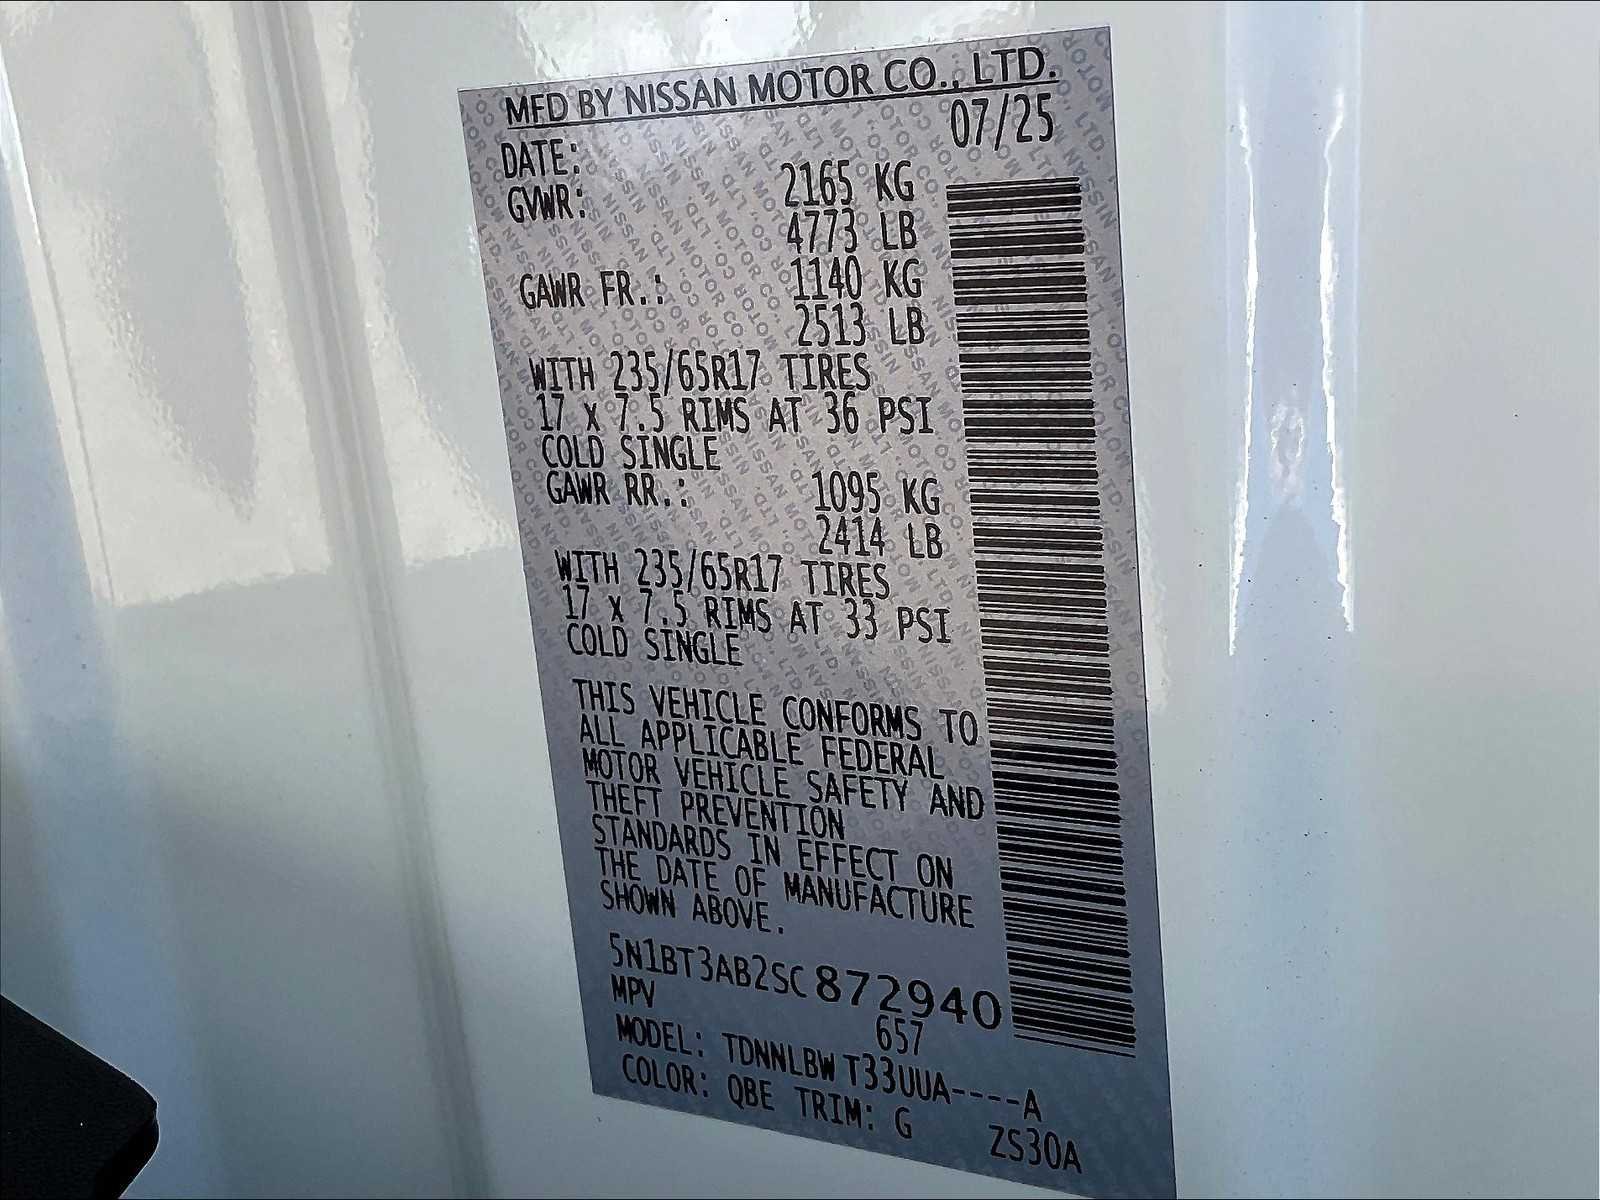 MFD BY NISSAN MOTOR CO., LTD.
DATE: 07/25
GVWR: 2165 KG
4773 LB
GAWR FR.: 1140 KG
2513 LB
WITH 235/65R17 TIRES
17 x 7.5 RIMS AT 36 PSI
COLD SINGLE
GAWR RR.: 1095 KG
2414 LB
WITH 235/65R17 TIRES
17 x 7.5 RIMS AT 33 PSI
COLD SINGLE
THIS VEHICLE CONFORMS TO
ALL APPLICABLE FEDERAL
MOTOR VEHICLE SAFETY AND
THEFT PREVENTION
STANDARDS IN EFFECT ON
THE DATE OF MANUFACTURE
SHOWN ABOVE.
5N1BT3AB2SC872940
MPV 657
MODEL: TDNNLBW T33UUA----A
COLOR: QBE TRIM: G ZS30A